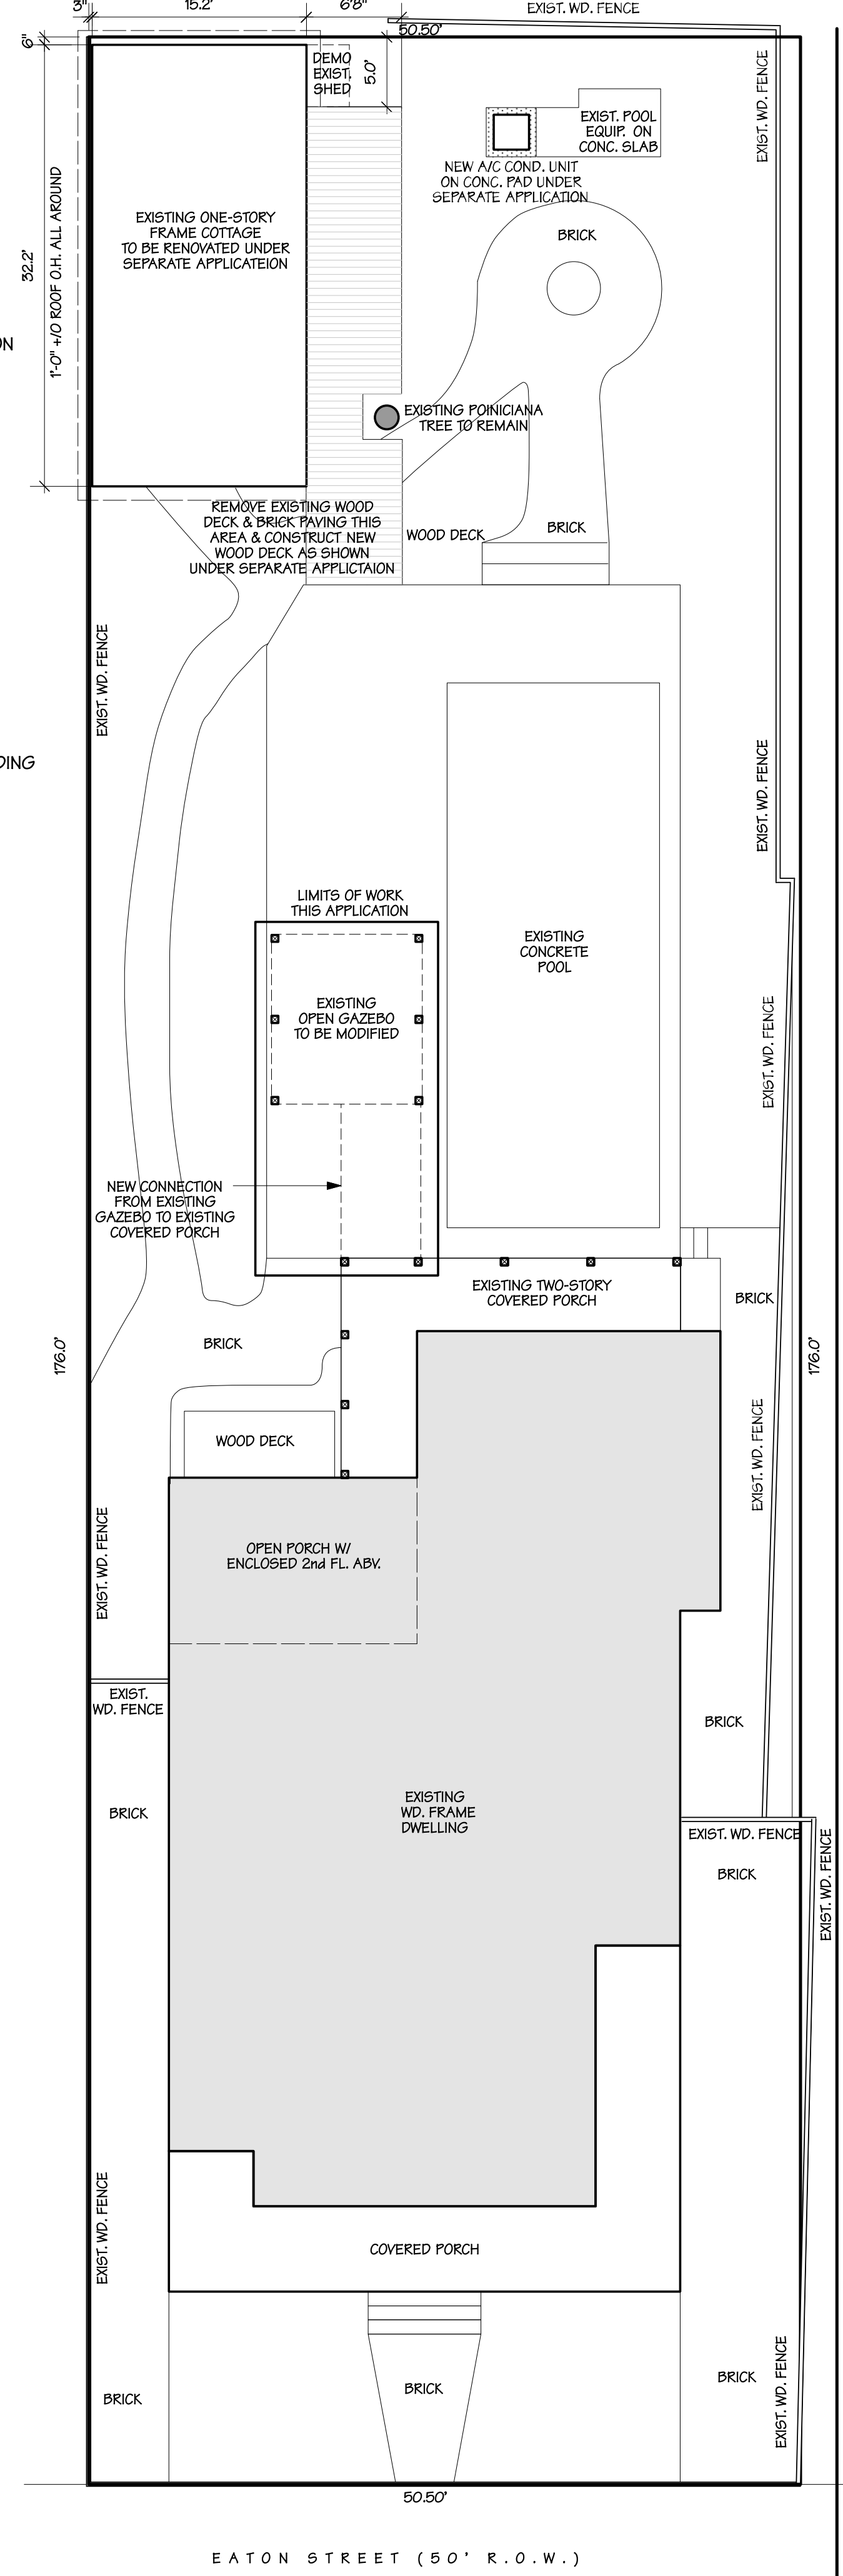 3"
15.2'
6'8"
EXIST. WD. FENCE
50.50'
6"
DEMO
EXIST.
SHED
5.0'
EXIST. WD. FENCE
EXIST. POOL
EQUIP. ON
CONC. SLAB
NEW A/C COND. UNIT
ON CONC. PAD UNDER
SEPARATE APPLICATION
32.2'
1'-0" +/0 ROOF O.H. ALL AROUND
EXISTING ONE-STORY
FRAME COTTAGE
TO BE RENOVATED UNDER
SEPARATE APPLICATEION
BRICK
ON
EXISTING POINICIANA
TREE TO REMAIN
REMOVE EXISTING WOOD
DECK & BRICK PAVING THIS
AREA & CONSTRUCT NEW
WOOD DECK AS SHOWN
UNDER SEPARATE APPLICTAION
WOOD DECK
BRICK
EXIST. WD. FENCE
DING
EXIST. WD. FENCE
LIMITS OF WORK
THIS APPLICATION
EXISTING
CONCRETE
POOL
EXISTING
OPEN GAZEBO
TO BE MODIFIED
EXIST. WD. FENCE
NEW CONNECTION
FROM EXISTING
GAZEBO TO EXISTING
COVERED PORCH
EXISTING TWO-STORY
COVERED PORCH
BRICK
176.0'
BRICK
176.0'
WOOD DECK
EXIST. WD. FENCE
EXIST. WD. FENCE
OPEN PORCH W/
ENCLOSED 2nd FL. ABV.
EXIST.
WD. FENCE
BRICK
BRICK
EXISTING
WD. FRAME
DWELLING
EXIST. WD. FENCE
EXIST. WD. FENCE
BRICK
EXIST. WD. FENCE
COVERED PORCH
EXIST. WD. FENCE
BRICK
BRICK
BRICK
50.50'
EATON STREET (50' R.O.W.)